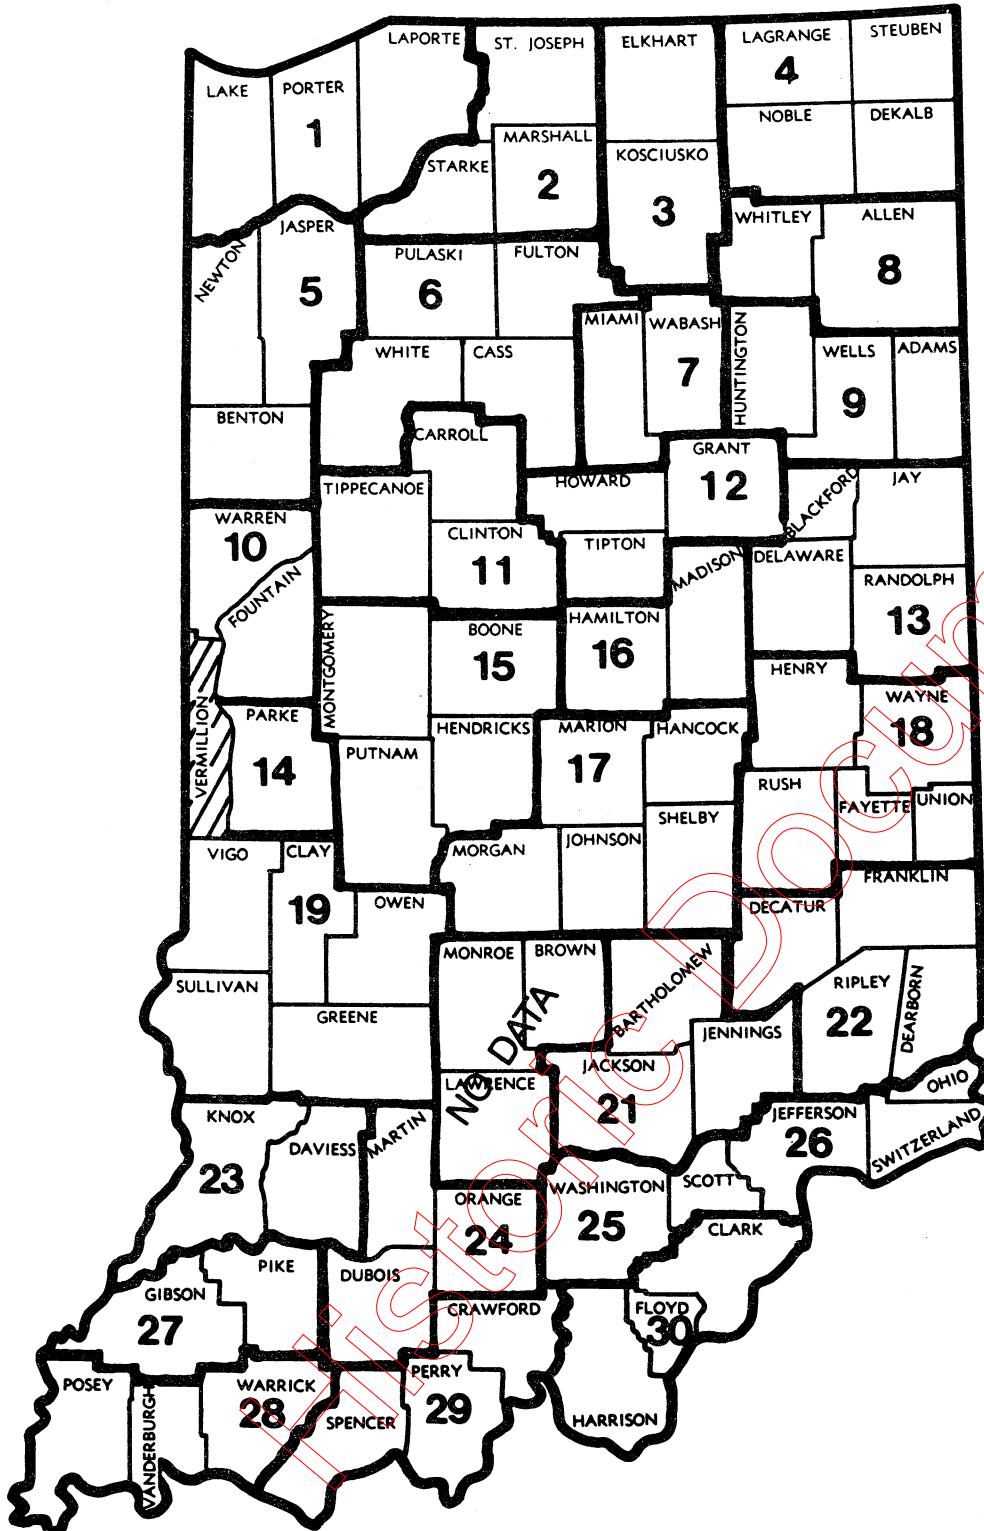 LAPORTE
ST. JOSEPH
ELKHART
LAGRANGE
STEUBEN
LAKE
PORTER
4
1
NOBLE
DEKALB
MARSHALL
STARKE
KOSCIUSKO
2
3
WHITLEY
ALLEN
JASPER
NEWTON
PULASKI
FULTON
5
6
8
MIAMI
WABASH
HUNTINGTON
WHITE
CASS
WELLS
ADAMS
7
9
BENTON
CARROLL
GRANT
12
TIPPECANOE
HOWARD
BLACKFORD
JAY
WARREN
10
CLINTON
11
TIPTON
MADISON
DELAWARE
FOUNTAIN
RANDOLPH
13
MONTGOMERY
BOONE
15
HAMILTON
16
HENRY
WAYNE
18
VERMILLION
PARKE
14
HENDRICKS
MARION
17
HANCOCK
PUTNAM
RUSH
FAYETTE
UNION
SHELBY
VIGO
CLAY
MORGAN
JOHNSON
FRANKLIN
19
OWEN
DECATUR
MONROE
BROWN
BARTHOLOMEW
SULLIVAN
RIPLEY
22
DEARBORN
GREENE
NO DATA
JENNINGS
LAWRENCE
JACKSON
21
OHIO
KNOX
DAVIESS
MARTIN
JEFFERSON
26
SWITZERLAND
23
ORANGE
24
WASHINGTON
25
SCOTT
CLARK
PIKE
DUBOIS
GIBSON
27
CRAWFORD
FLOYD
30
POSEY
VANDERBURGH
WARRICK
28
SPENCER
PERRY
29
HARRISON
Historic Docum